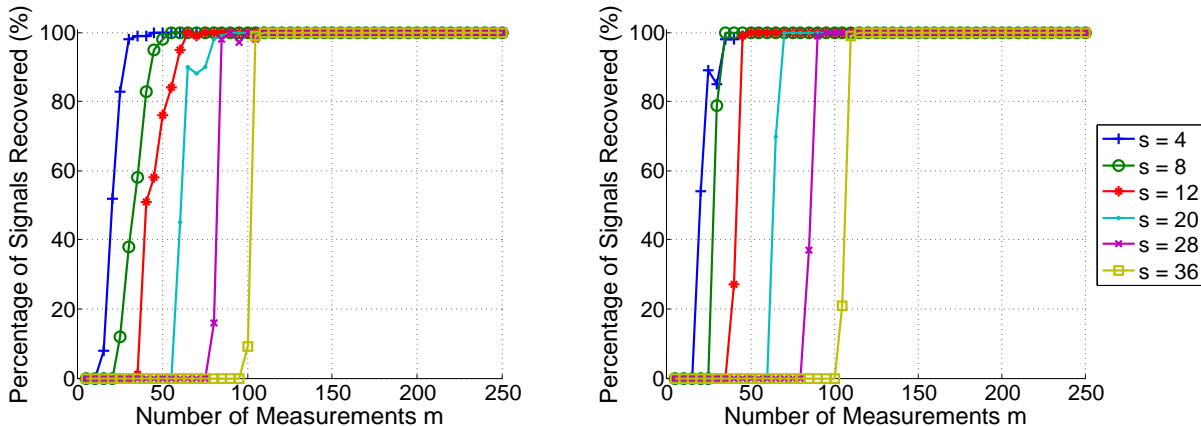 Percentage of Signals Recovered (%)
100
80
60
40
20
0
0 50 100 150 200 250
Number of Measurements m
Percentage of Signals Recovered (%)
100
80
60
40
20
0
0 50 100 150 200 250
Number of Measurements m
s = 4
s = 8
s = 12
s = 20
s = 28
s = 36